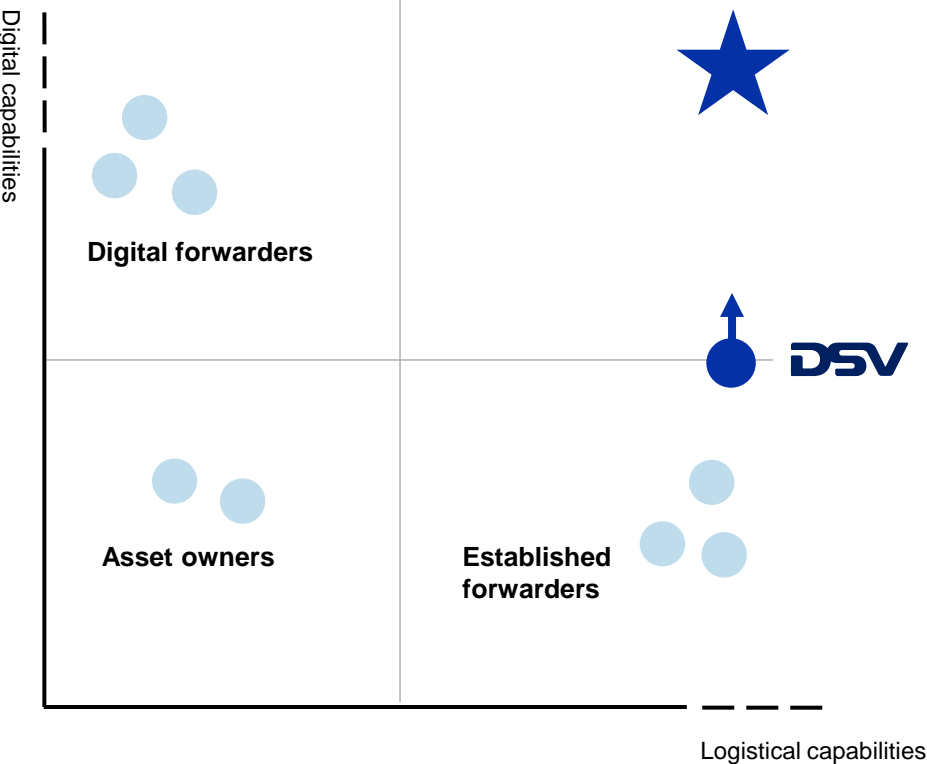 Digital capabilities
Digital forwarders
DSV
Asset owners
Established
forwarders
Logistical capabilities